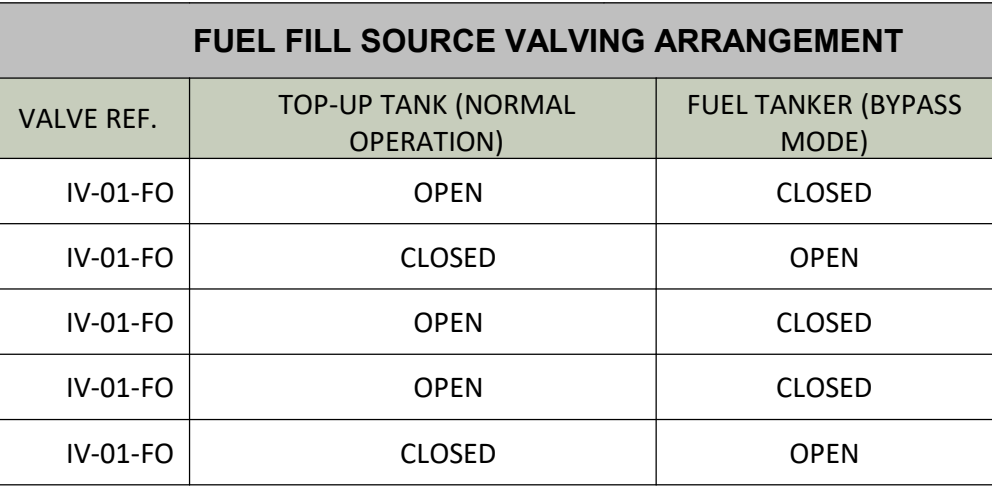 FUEL FILL SOURCE VALVING ARRANGEMENT
VALVE REF. TOP-UP TANK (NORMAL OPERATION) FUEL TANKER (BYPASS MODE)
IV-01-FO OPEN CLOSED
IV-01-FO CLOSED OPEN
IV-01-FO OPEN CLOSED
IV-01-FO OPEN CLOSED
IV-01-FO CLOSED OPEN